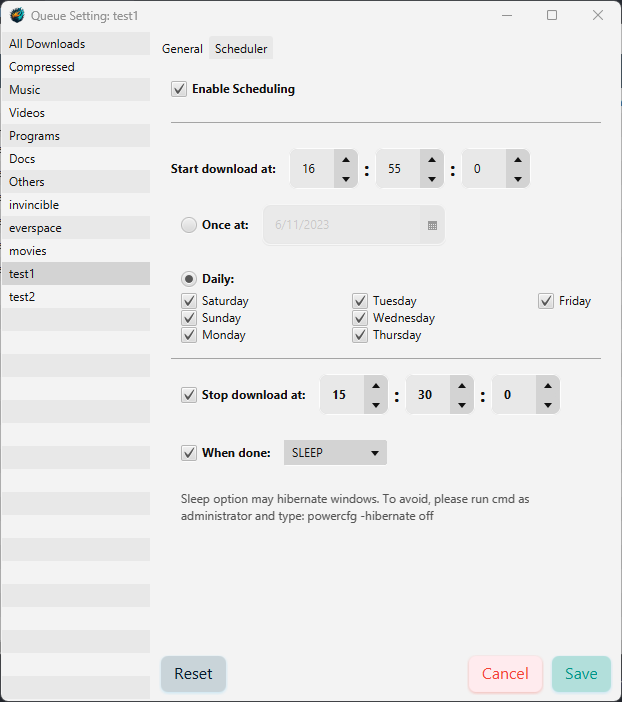 Queue Setting: test1
All Downloads
Compressed
Music
Videos
Programs
Docs
Others
invincible
everspace
movies
test1
test2
General Scheduler
Enable Scheduling
Start download at: 16 : 55 : 0
Once at: 6/11/2023
Daily:
Saturday Tuesday Friday
Sunday Wednesday
Monday Thursday
Stop download at: 15 : 30 : 0
When done: SLEEP
Sleep option may hibernate windows. To avoid, please run cmd as
administrator and type: powercfg -hibernate off
Reset Cancel Save